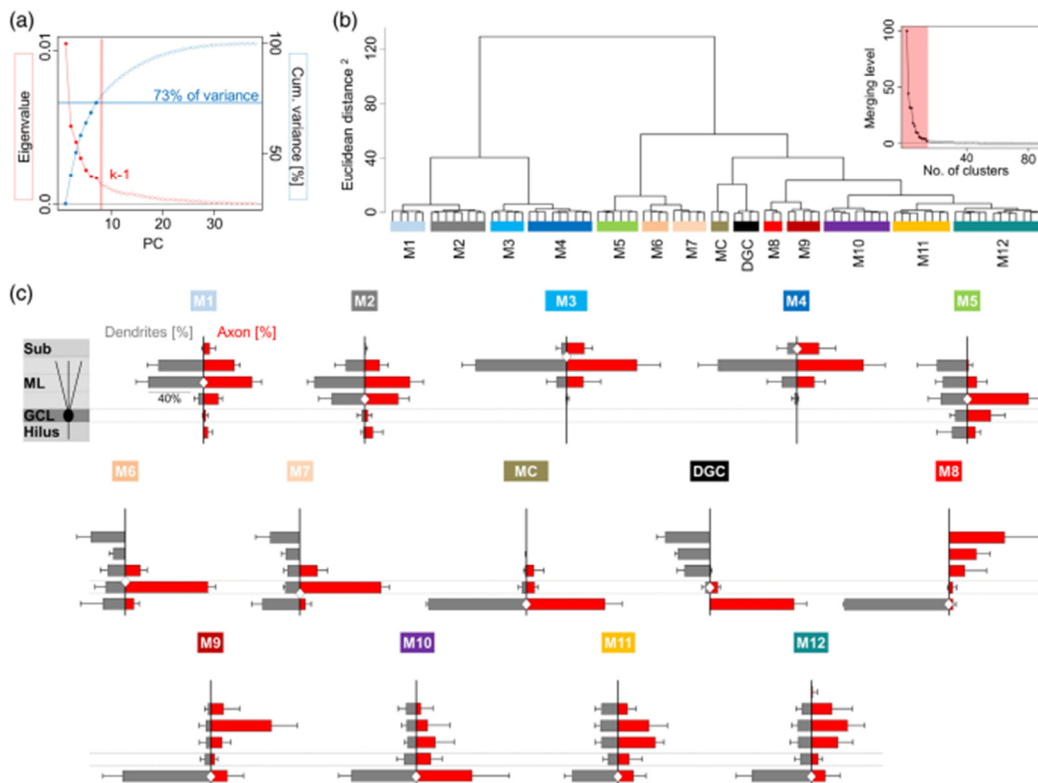 (a)
0.01
0.0
Eigenvalue
100
50
Cum. variance [%]
73% of variance
k-1
10 20 30
PC
(b)
120
80
40
0
Euclidean distance 2
M1 M2 M3 M4 M5 M6 M7 MC DGC M8 M9 M10 M11 M12
100
50
0
Merging level
40 80
No. of clusters
(c)
M1 M2 M3 M4 M5
Dendrites [%] Axon [%]
Sub
ML
40%
GCL
Hilus
M6 M7 MC DGC M8
M9 M10 M11 M12